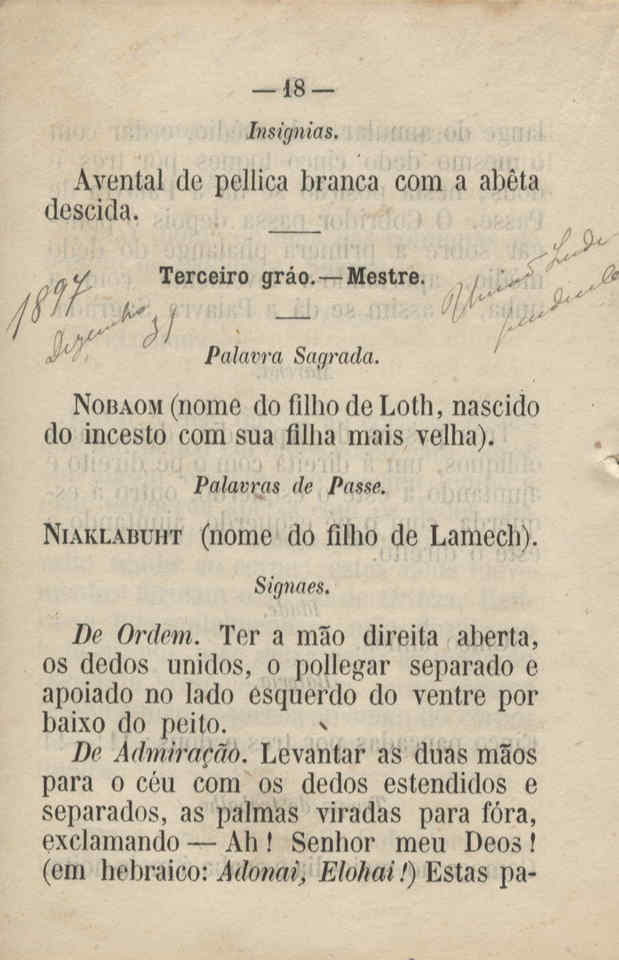 — 18 —
Insignias.
Avental de pellica branca com a abêta
descida.
Terceiro gráo. — Mestre.
1897
Dezembro 31
Palavra Sagrada.
NOBAOM (nome do filho de Loth, nascido
do incesto com sua filha mais velha).
Palavras de Passe.
NIAKLABUHT (nome do filho de Lamech).
Signaes.
De Ordem. Ter a mão direita aberta,
os dedos unidos, o pollegar separado e
apoiado no lado esquerdo do ventre por
baixo do peito.
De Admiração. Levantar as duas mãos
para o céu com os dedos estendidos e
separados, as palmas viradas para fóra,
exclamando — Ah! Senhor meu Deos!
(em hebraico: Adonai, Elohai!) Estas pa-